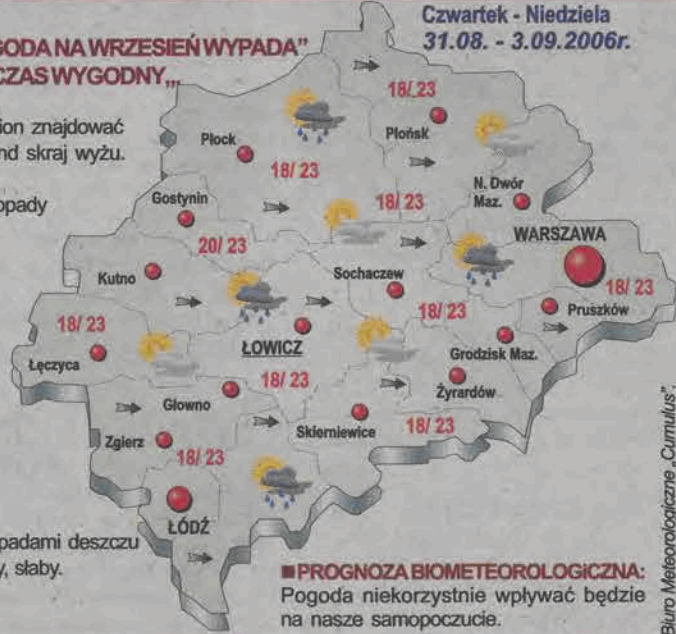 Czwartek - Niedziela
31.08. - 3.09.2006r.
GODA NA WRZESIEŃ WYPADA"
CZAS WYGODNY,,,
ion znajdować
nd skraj wyżu.
opady
18/ 23
Płock
Płońsk
18/ 23
18/ 23
N. Dwór
Maz.
Gostynin
20/ 23
WARSZAWA
Kutno
Sochaczew
18/ 23
Pruszków
18/ 23
18/ 23
Łęczyca
ŁOWICZ
Grodzisk Maz.
18/ 23
Żyrardów
Głowno
Skierniewice
18/ 23
Zgierz
18/ 23
ŁÓDŹ
padami deszczu
y, słaby.
■PROGNOZA BIOMETEOROLOGICZNA:
Pogoda niekorzystnie wpływać będzie
na nasze samopoczucie.
Biuro Meteorologiczne „Cumulus".